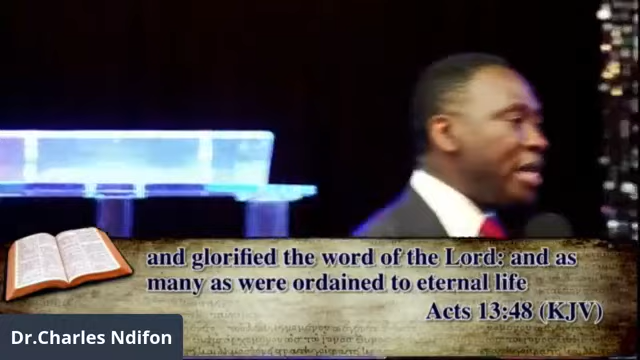 and glorified the word of the Lord: and as
many as were ordained to eternal life
Acts 13:48 (KJV)
Dr.Charles Ndifon